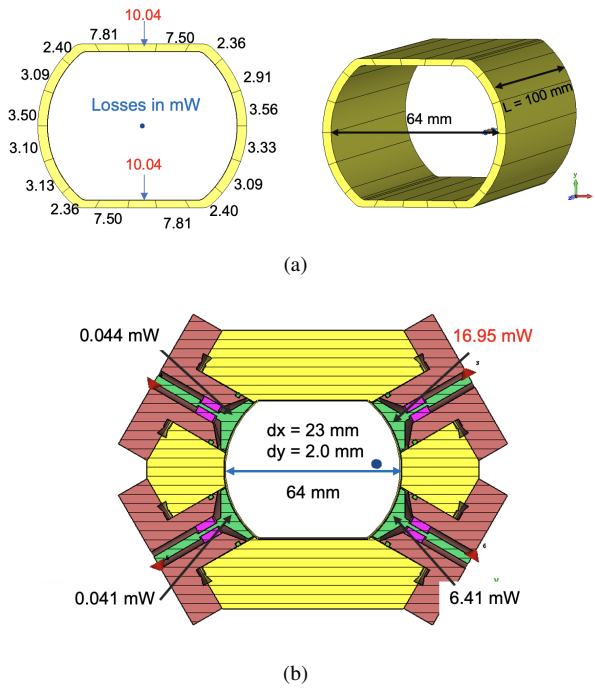 10.04
7.81 7.50
2.40 2.36
3.09 2.91
Losses in mW
3.50 3.56
3.10 3.33
10.04
3.13 3.09
2.36 2.40
7.50 7.81
64 mm
L = 100 mm
y
z
(a)
0.044 mW
16.95 mW
3
dx = 23 mm
dy = 2.0 mm
64 mm
6
0.041 mW
6.41 mW
(b)